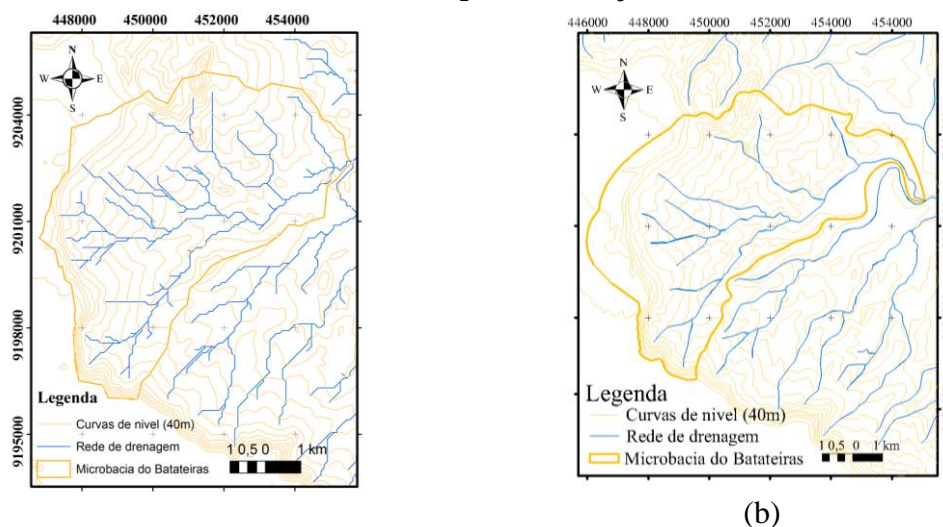 448000 450000 452000 454000
N
W E
S
9204000
9201000
9198000
9195000
Legenda
Curvas de nivel (40m)
Rede de drenagem
Microbacia do Batateiras
1 0,5 0 1 km
446000 448000 450000 452000 454000 454000
N
W E
S
Legenda
Curvas de nivel (40m)
Rede de drenagem
Microbacia do Batateiras
1 0,5 0 1 km
(b)